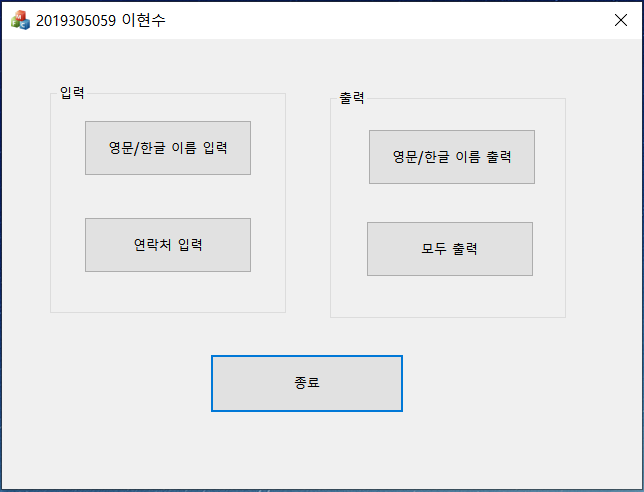 2019305059 이현수
입력
영문/한글 이름 입력
연락처 입력
출력
영문/한글 이름 출력
모두 출력
종료